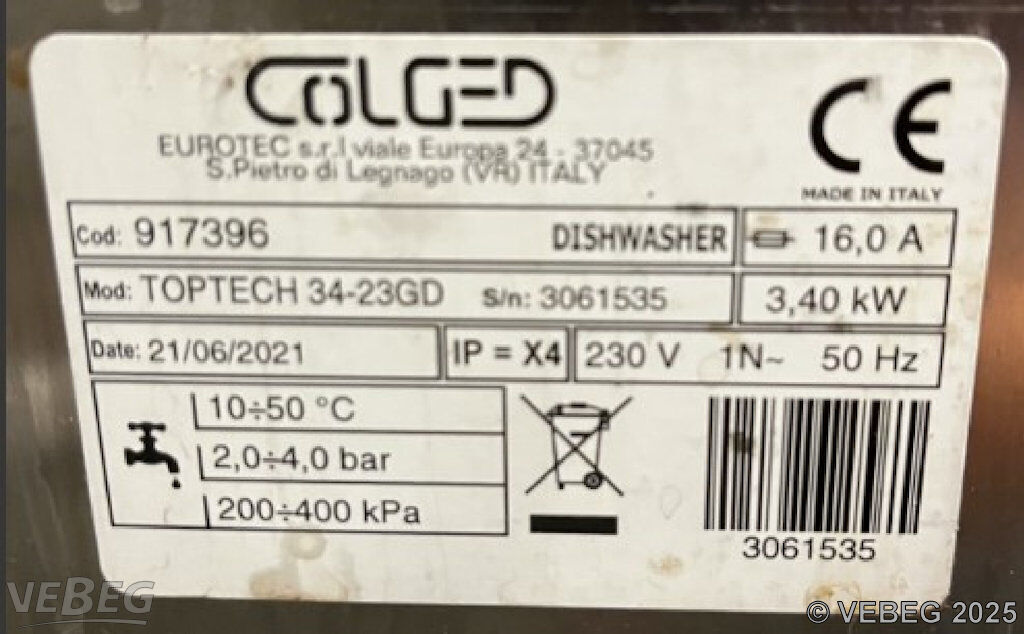 COLGED
EUROTEC s.r.l viale Europa 24 - 37045
S.Pietro di Legnago (VR) ITALY
CE
MADE IN ITALY
Cod: 917396 DISHWASHER 16,0 A
Mod: TOPTECH 34-23GD S/n: 3061535 3,40 kW
Date: 21/06/2021 IP = X4 230 V 1N~ 50 Hz
10÷50 °C
2,0÷4,0 bar
200÷400 kPa
3061535
VEBEG
© VEBEG 2025